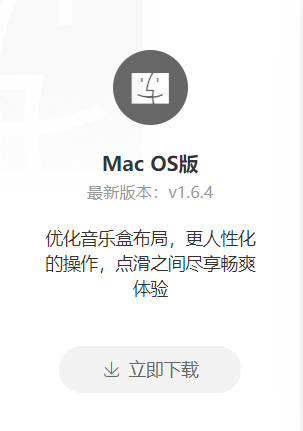 Mac OS版
最新版本：v1.6.4
优化音乐盒布局，更人性化
的操作，点滑之间尽享畅爽
体验
立即下载